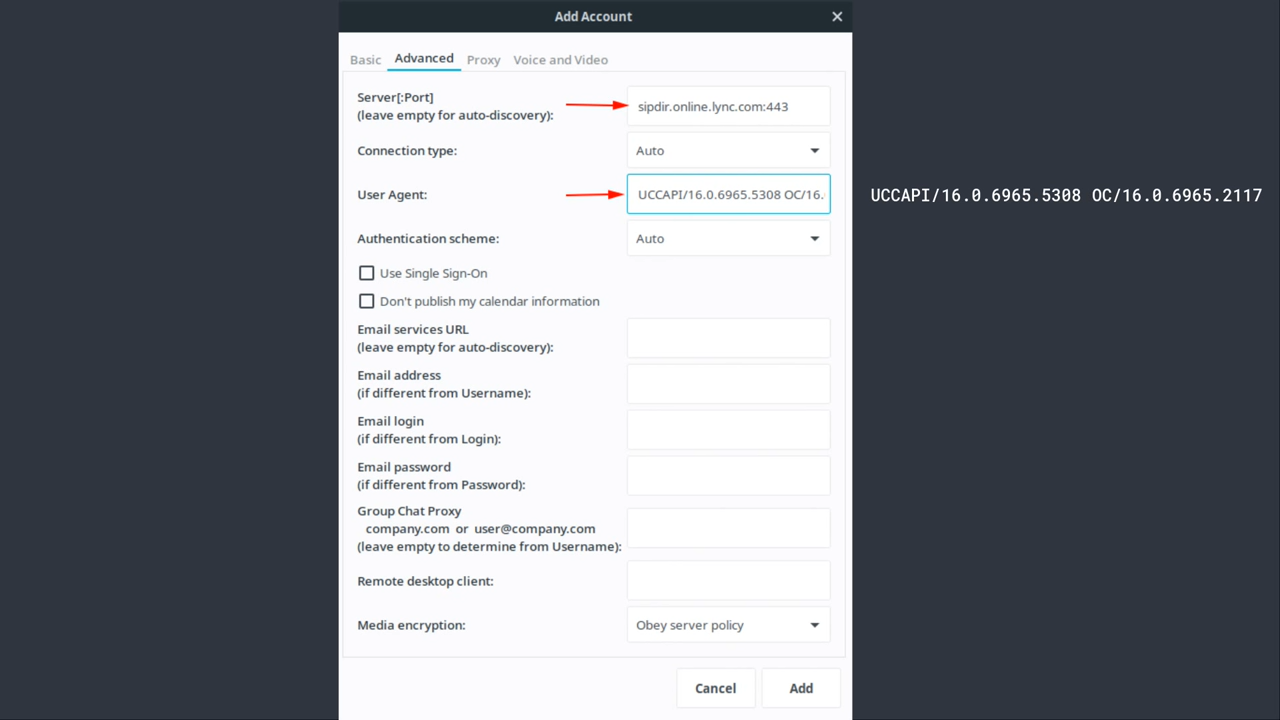 Add Account
Basic Advanced Proxy Voice and Video
Server[:Port]
(leave empty for auto-discovery):
sipdir.online.lync.com:443
Connection type:
Auto
User Agent:
UCCAPI/16.0.6965.5308 OC/16.
UCCAPI/16.0.6965.5308 OC/16.0.6965.2117
Authentication scheme:
Auto
Use Single Sign-On
Don't publish my calendar information
Email services URL
(leave empty for auto-discovery):
Email address
(if different from Username):
Email login
(if different from Login):
Email password
(if different from Password):
Group Chat Proxy
company.com or user@company.com
(leave empty to determine from Username):
Remote desktop client:
Media encryption:
Obey server policy
Cancel
Add